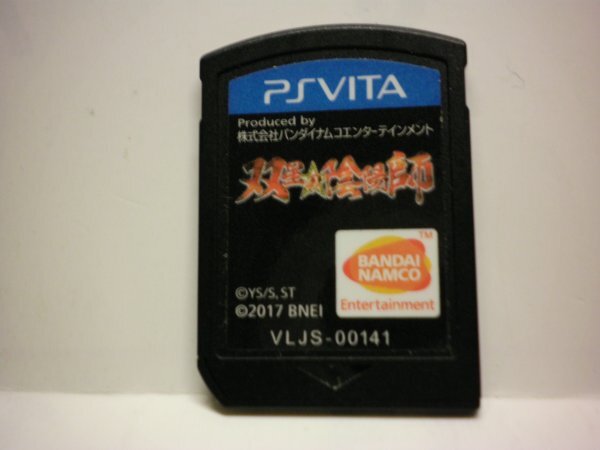 PSVITA
Produced by
株式会社バンダイナムコエンターテインメント
双星の陰陽師
TM
BANDAI
NAMCO
Entertainment
©YS/S, ST
©2017 BNEI
VLJS-00141